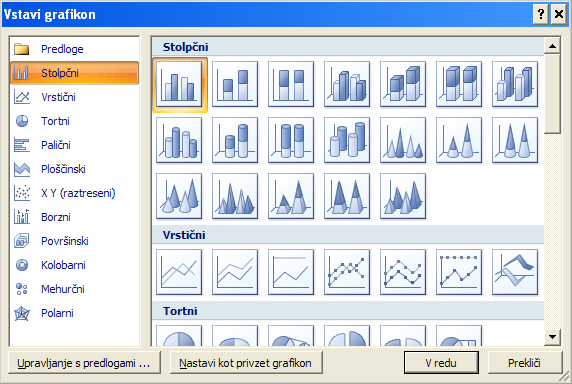 Vstavi grafikon
Predloge
Stolpčni
Vrstični
Tortni
Palični
Ploščinski
X Y (raztreseni)
Borzni
Površinski
Kolobarni
Mehurčni
Polarni
Stolpčni
Vrstični
Tortni
Upravljanje s predlogami ...
Nastavi kot privzet grafikon
V redu
Prekliči